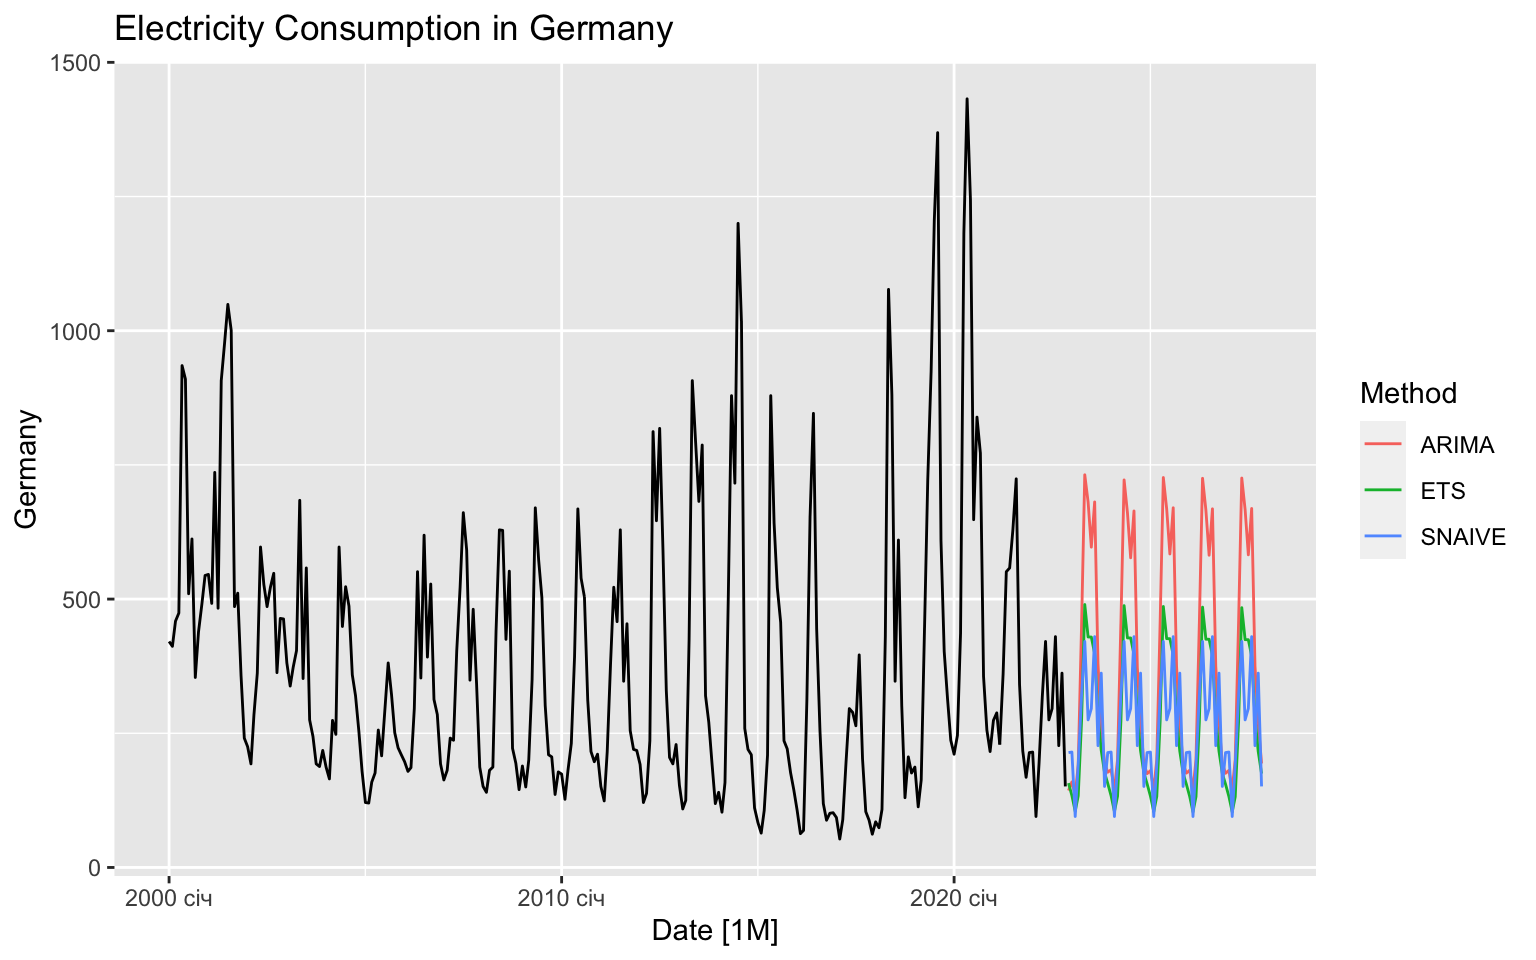 Electricity Consumption in Germany
1500
1000
500
0
Germany
2000 січ
2010 січ
2020 січ
Date [1M]
Method
ARIMA
ETS
SNAIVE